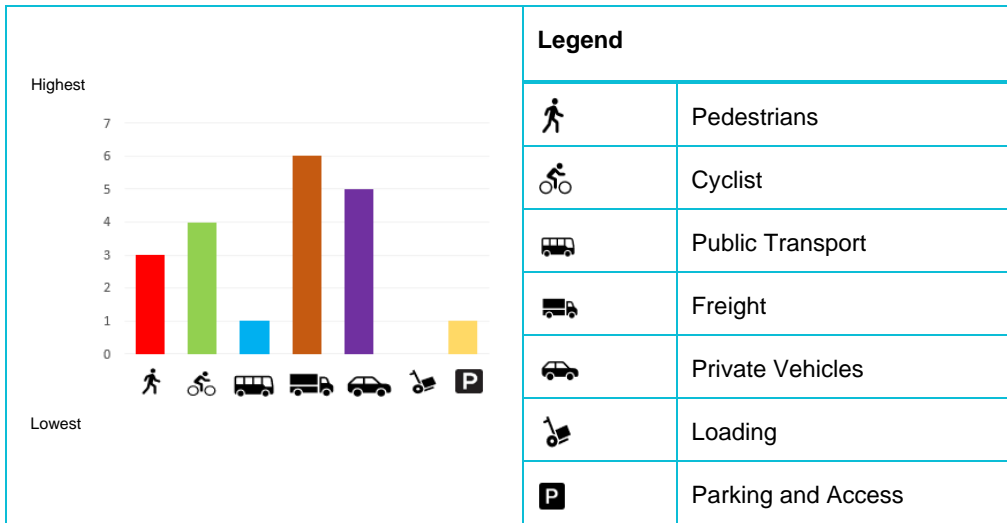 Highest
7
6
5
4
3
2
1
0
P
Lowest
Legend
Pedestrians
Cyclist
Public Transport
Freight
Private Vehicles
Loading
P Parking and Access